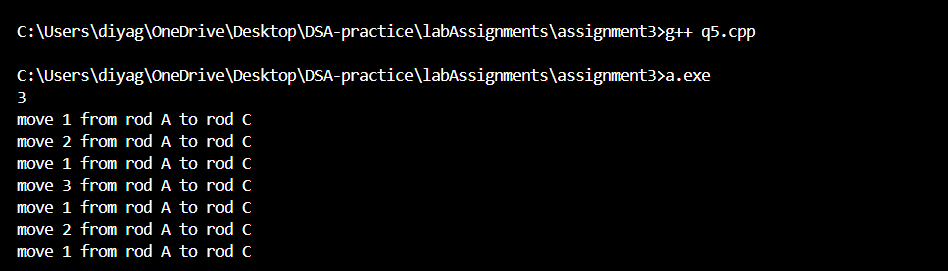 C:\Users\diyag\OneDrive\Desktop\DSA-practice\labAssignments\assignment3>g++ q5.cpp
C:\Users\diyag\OneDrive\Desktop\DSA-practice\labAssignments\assignment3>a.exe
3
move 1 from rod A to rod C
move 2 from rod A to rod C
move 1 from rod A to rod C
move 3 from rod A to rod C
move 1 from rod A to rod C
move 2 from rod A to rod C
move 1 from rod A to rod C